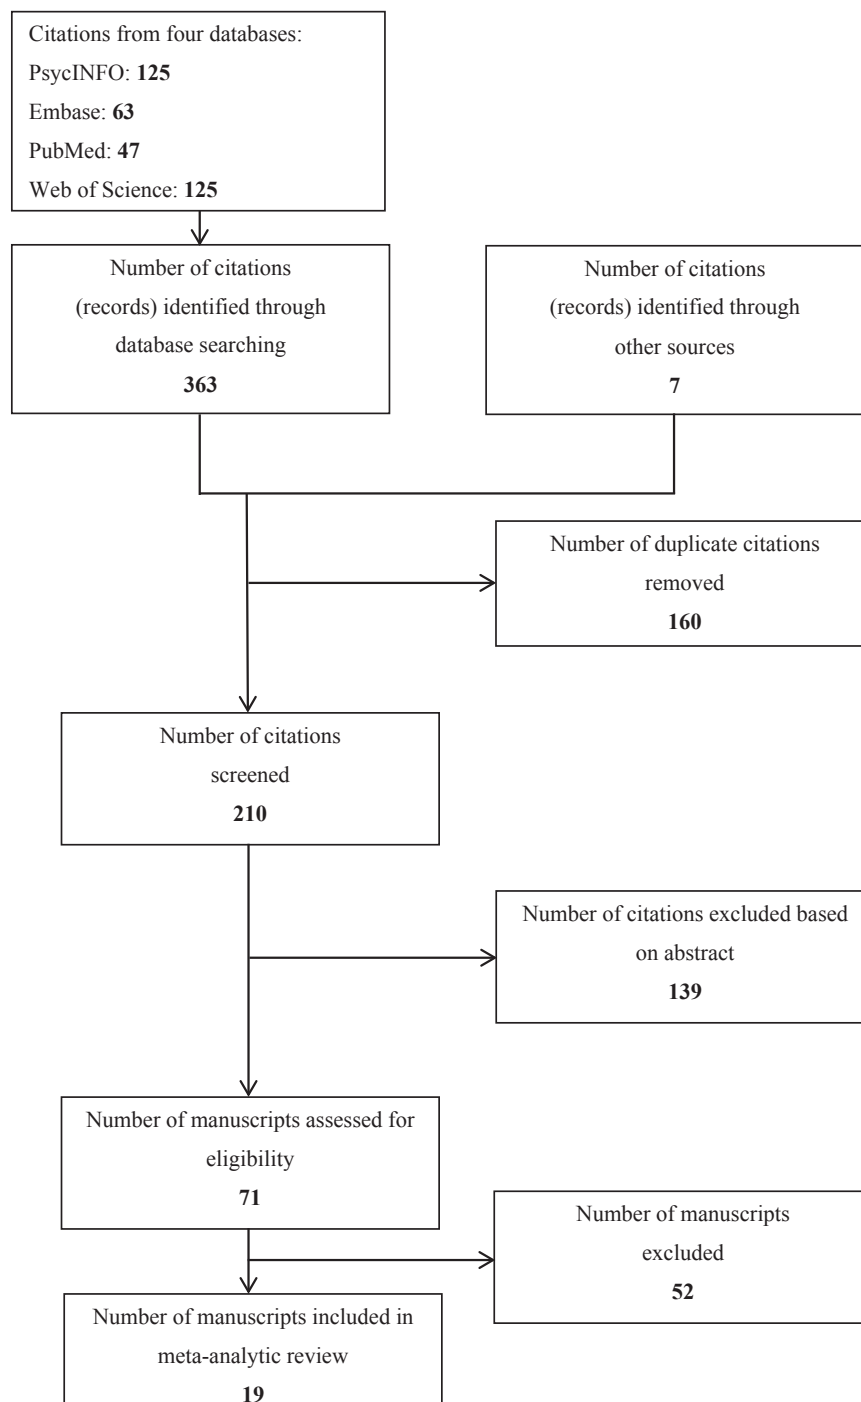 Citations from four databases:
PsycINFO: 125
Embase: 63
PubMed: 47
Web of Science: 125
Number of citations
(records) identified through
database searching
363
Number of citations
(records) identified through
other sources
7
Number of duplicate citations
removed
160
Number of citations
screened
210
Number of citations excluded based
on abstract
139
Number of manuscripts assessed for
eligibility
71
Number of manuscripts
excluded
52
Number of manuscripts included in
meta-analytic review
19